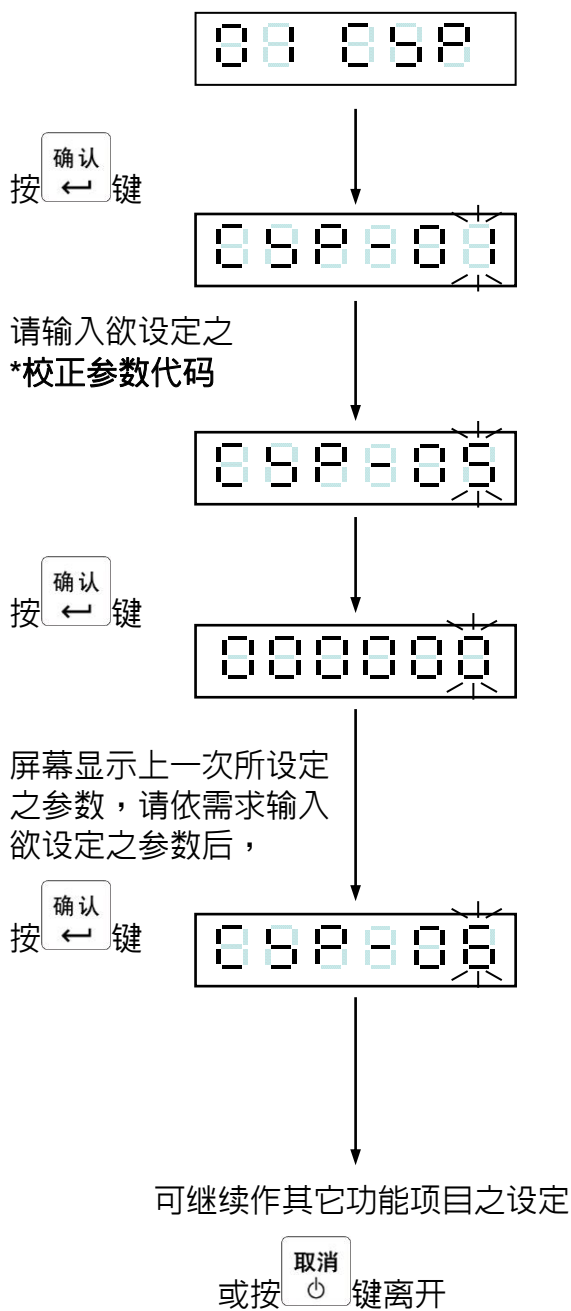 01 CSP
确认
按 ← 键
CSP-01
请输入欲设定之
*校正参数代码
CSP-05
确认
按 ← 键
000000
屏幕显示上一次所设定
之参数，请依需求输入
欲设定之参数后，
确认
按 ← 键
CSP-06
可继续作其它功能项目之设定
取消
或按 键离开